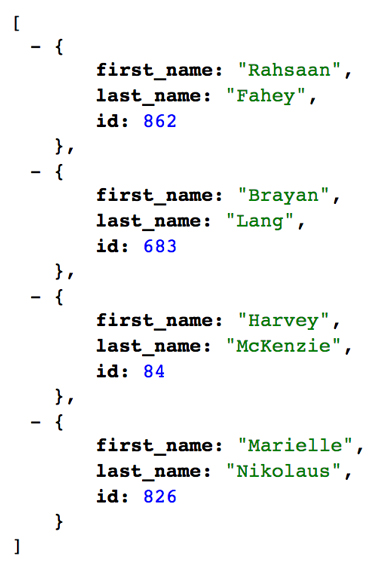 [
- {
first_name: "Rahsaan",
last_name: "Fahey",
id: 862
},
- {
first_name: "Brayan",
last_name: "Lang",
id: 683
},
- {
first_name: "Harvey",
last_name: "McKenzie",
id: 84
},
- {
first_name: "Marielle",
last_name: "Nikolaus",
id: 826
}
]